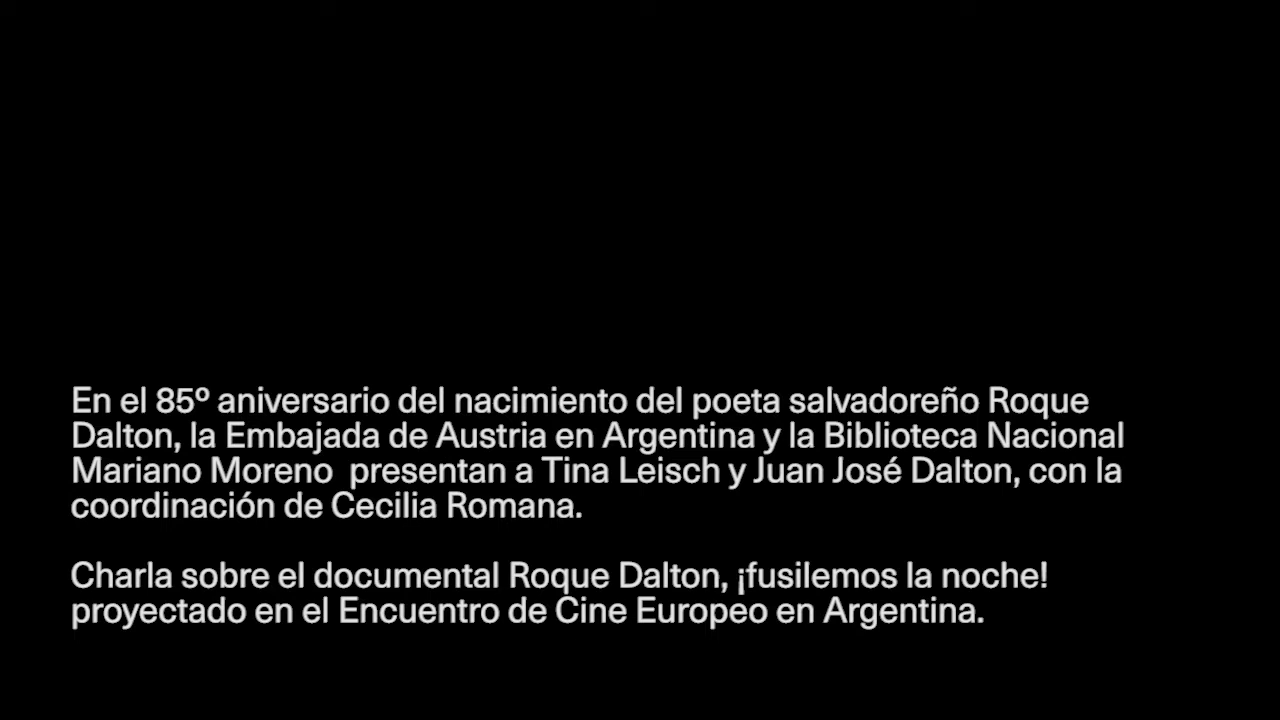 En el 85º aniversario del nacimiento del poeta salvadoreño Roque
Dalton, la Embajada de Austria en Argentina y la Biblioteca Nacional
Mariano Moreno  presentan a Tina Leisch y Juan José Dalton, con la
coordinación de Cecilia Romana.
Charla sobre el documental Roque Dalton, ¡fusilemos la noche!
proyectado en el Encuentro de Cine Europeo en Argentina.